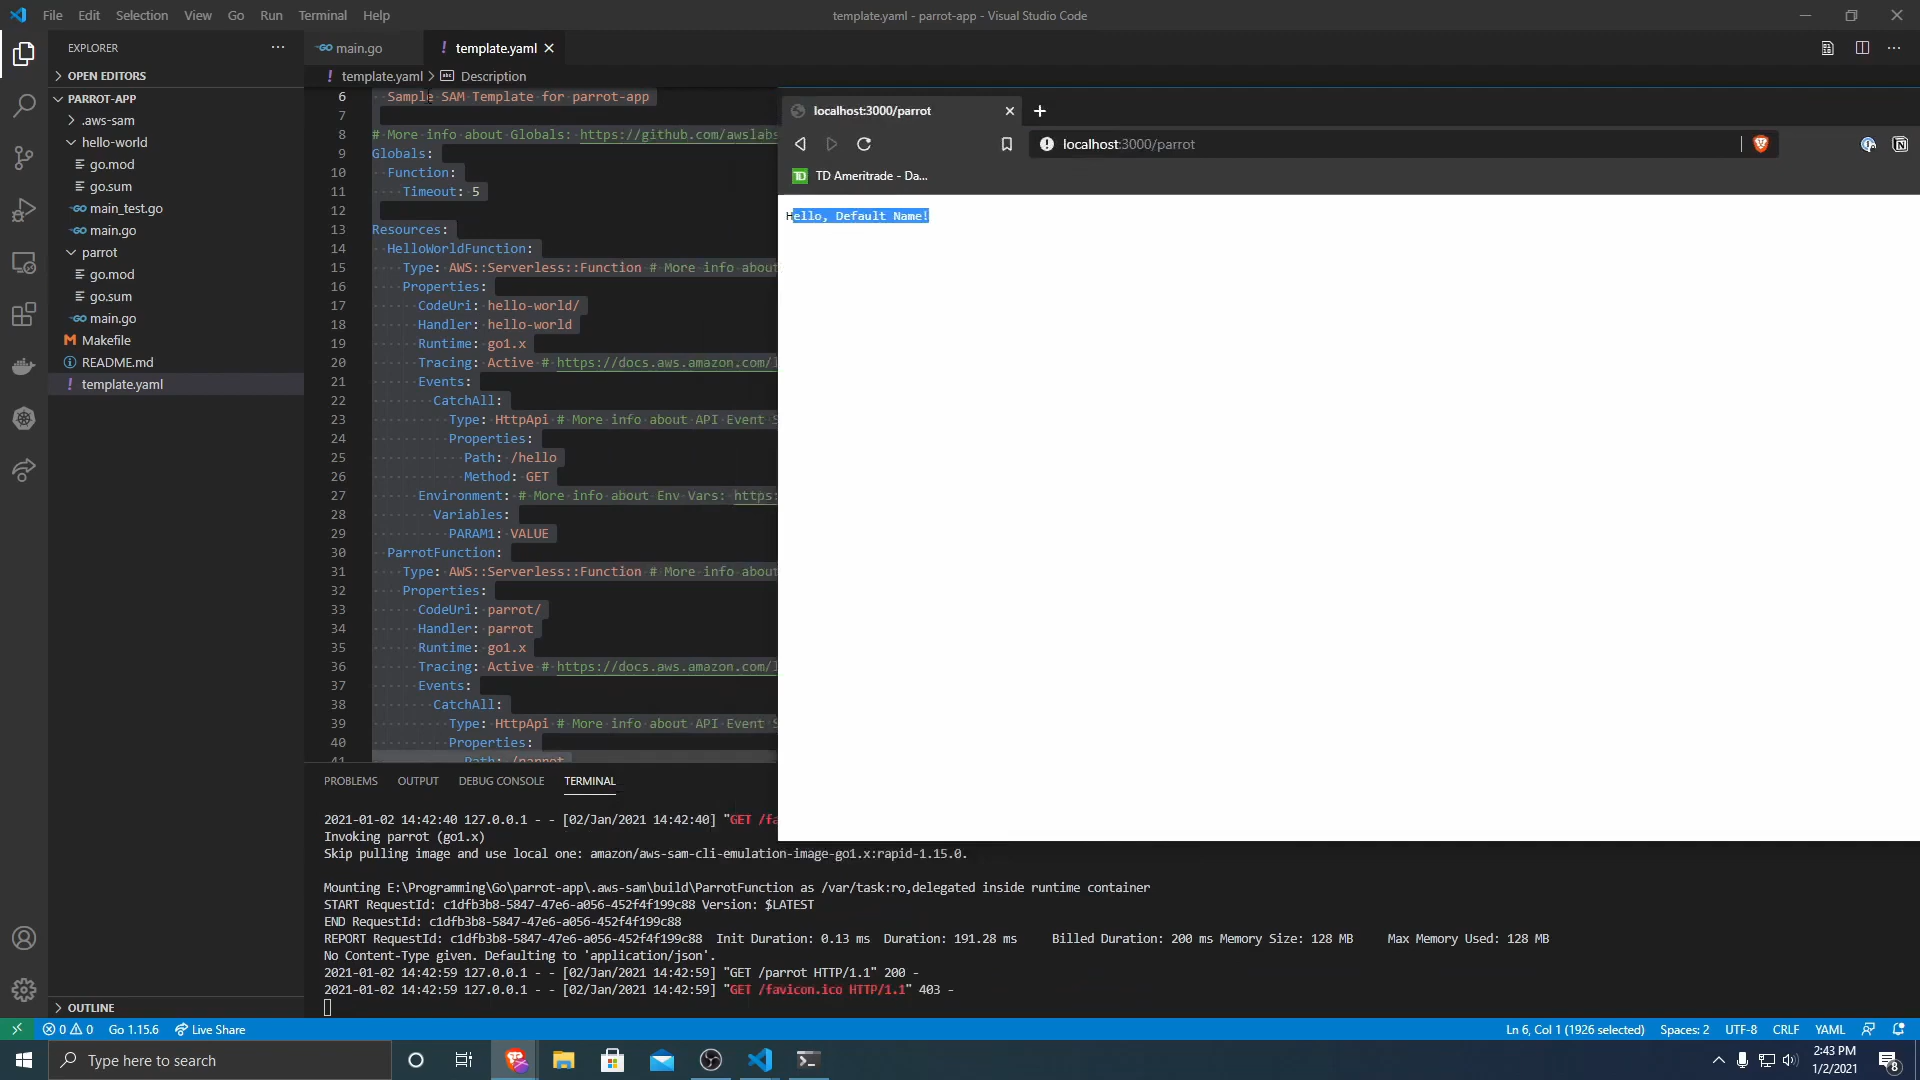 File Edit Selection View Go Run Terminal Help
template.yaml - parrot-app - Visual Studio Code
EXPLORER
OPEN EDITORS
PARROT-APP
.aws-sam
hello-world
go.mod
go.sum
main_test.go
main.go
parrot
go.mod
go.sum
main.go
Makefile
README.md
template.yaml
OUTLINE
main.go
template.yaml
template.yaml > Description
6 Sample SAM Template for parrot-app
7
8 # More info about Globals: https://github.com/awslabs
9 Globals:
10 Function:
11 Timeout: 5
12
13 Resources:
14 HelloWorldFunction:
15 Type: AWS::Serverless::Function # More info about
16 Properties:
17 CodeUri: hello-world/
18 Handler: hello-world
19 Runtime: go1.x
20 Tracing: Active # https://docs.aws.amazon.com/l
21 Events:
22 CatchAll:
23 Type: HttpApi # More info about API Event S
24 Properties:
25 Path: /hello
26 Method: GET
27 Environment: # More info about Env Vars: https:
28 Variables:
29 PARAM1: VALUE
30 ParrotFunction:
31 Type: AWS::Serverless::Function # More info about
32 Properties:
33 CodeUri: parrot/
34 Handler: parrot
35 Runtime: go1.x
36 Tracing: Active # https://docs.aws.amazon.com/l
37 Events:
38 CatchAll:
39 Type: HttpApi # More info about API Event S
40 Properties:
41 Path: /parrot
localhost:3000/parrot
localhost:3000/parrot
TD TD Ameritrade - Da...
Hello, Default Name!
PROBLEMS OUTPUT DEBUG CONSOLE TERMINAL
2021-01-02 14:42:40 127.0.0.1 - - [02/Jan/2021 14:42:40] "GET /fa
Invoking parrot (go1.x)
Skip pulling image and use local one: amazon/aws-sam-cli-emulation-image-go1.x:rapid-1.15.0.
Mounting E:\Programming\Go\parrot-app\.aws-sam\build\ParrotFunction as /var/task:ro,delegated inside runtime container
START RequestId: c1dfb3b8-5847-47e6-a056-452f4f199c88 Version: $LATEST
END RequestId: c1dfb3b8-5847-47e6-a056-452f4f199c88
REPORT RequestId: c1dfb3b8-5847-47e6-a056-452f4f199c88 Init Duration: 0.13 ms Duration: 191.28 ms Billed Duration: 200 ms Memory Size: 128 MB Max Memory Used: 128 MB
No Content-Type given. Defaulting to 'application/json'.
2021-01-02 14:42:59 127.0.0.1 - - [02/Jan/2021 14:42:59] "GET /parrot HTTP/1.1" 200 -
2021-01-02 14:42:59 127.0.0.1 - - [02/Jan/2021 14:42:59] "GET /favicon.ico HTTP/1.1" 403 -
0 0 Go 1.15.6 Live Share
Ln 6, Col 1 (1926 selected) Spaces: 2 UTF-8 CRLF YAML
Type here to search
2:43 PM
1/2/2021
8